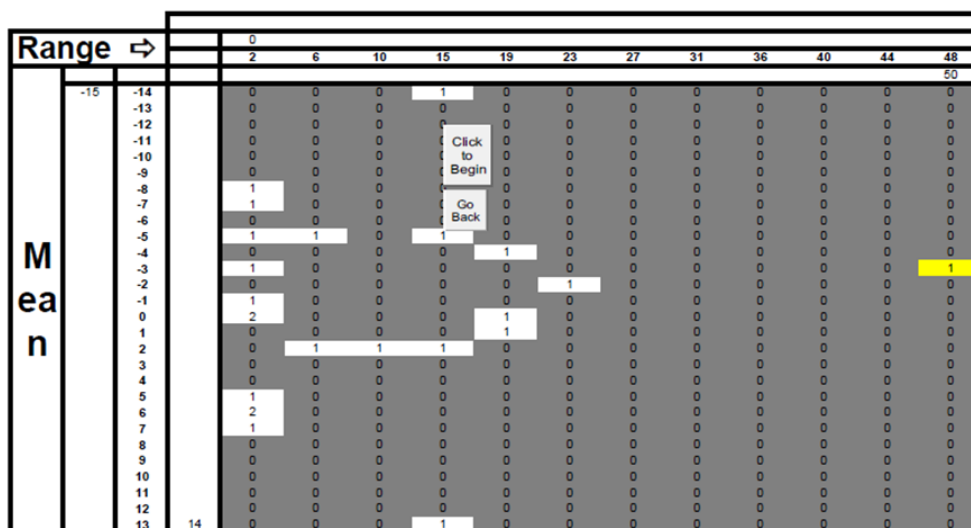 Range ⇨ 0
2 6 10 15 19 23 27 31 36 40 44 48
50
Mean
-15 -14 0 0 0 1 0 0 0 0 0 0 0 0
-13 0 0 0 0 0 0 0 0 0 0 0 0
-12 0 0 0 0 0 0 0 0 0 0 0 0
-11 0 0 0 0 0 0 0 0 0 0 0 0
-10 0 0 0 0 0 0 0 0 0 0 0 0
-9 0 0 0 0 0 0 0 0 0 0 0 0
-8 1 0 0 0 0 0 0 0 0 0 0 0
-7 1 0 0 0 0 0 0 0 0 0 0 0
-6 0 0 0 0 0 0 0 0 0 0 0 0
-5 1 1 0 1 0 0 0 0 0 0 0 0
-4 0 0 0 0 1 0 0 0 0 0 0 0
-3 1 0 0 0 0 0 0 0 0 0 0 1
-2 0 0 0 0 0 1 0 0 0 0 0 0
-1 1 0 0 0 0 0 0 0 0 0 0 0
0 2 0 0 0 1 0 0 0 0 0 0 0
1 0 0 0 0 1 0 0 0 0 0 0 0
2 0 1 1 1 0 0 0 0 0 0 0 0
3 0 0 0 0 0 0 0 0 0 0 0 0
4 0 0 0 0 0 0 0 0 0 0 0 0
5 1 0 0 0 0 0 0 0 0 0 0 0
6 2 0 0 0 0 0 0 0 0 0 0 0
7 1 0 0 0 0 0 0 0 0 0 0 0
8 0 0 0 0 0 0 0 0 0 0 0 0
9 0 0 0 0 0 0 0 0 0 0 0 0
10 0 0 0 0 0 0 0 0 0 0 0 0
11 0 0 0 0 0 0 0 0 0 0 0 0
12 0 0 0 0 0 0 0 0 0 0 0 0
13 14 0 0 0 1 0 0 0 0 0 0 0 0
Click
to
Begin
Go
Back